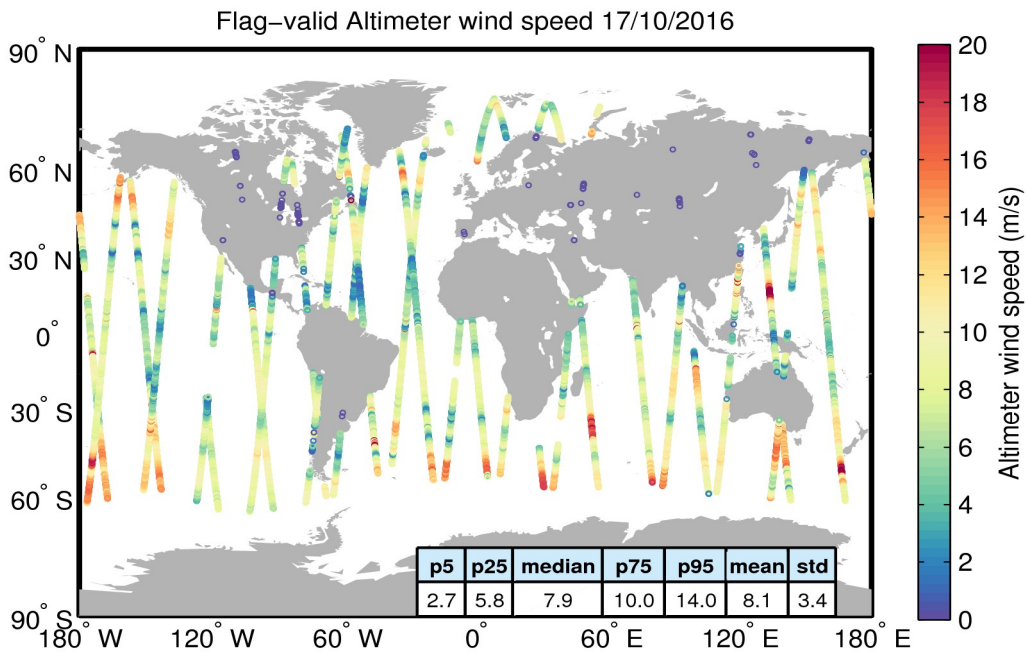 Flag−valid Altimeter wind speed 17/10/2016
90° N
60° N
30° N
0°
30° S
60° S
90° S
180° W
120° W
60° W
0°
60° E
120° E
180° E
p5 p25 median p75 p95 mean std
2.7 5.8 7.9 10.0 14.0 8.1 3.4
20
18
16
14
12
10
8
6
4
2
0
Altimeter wind speed (m/s)